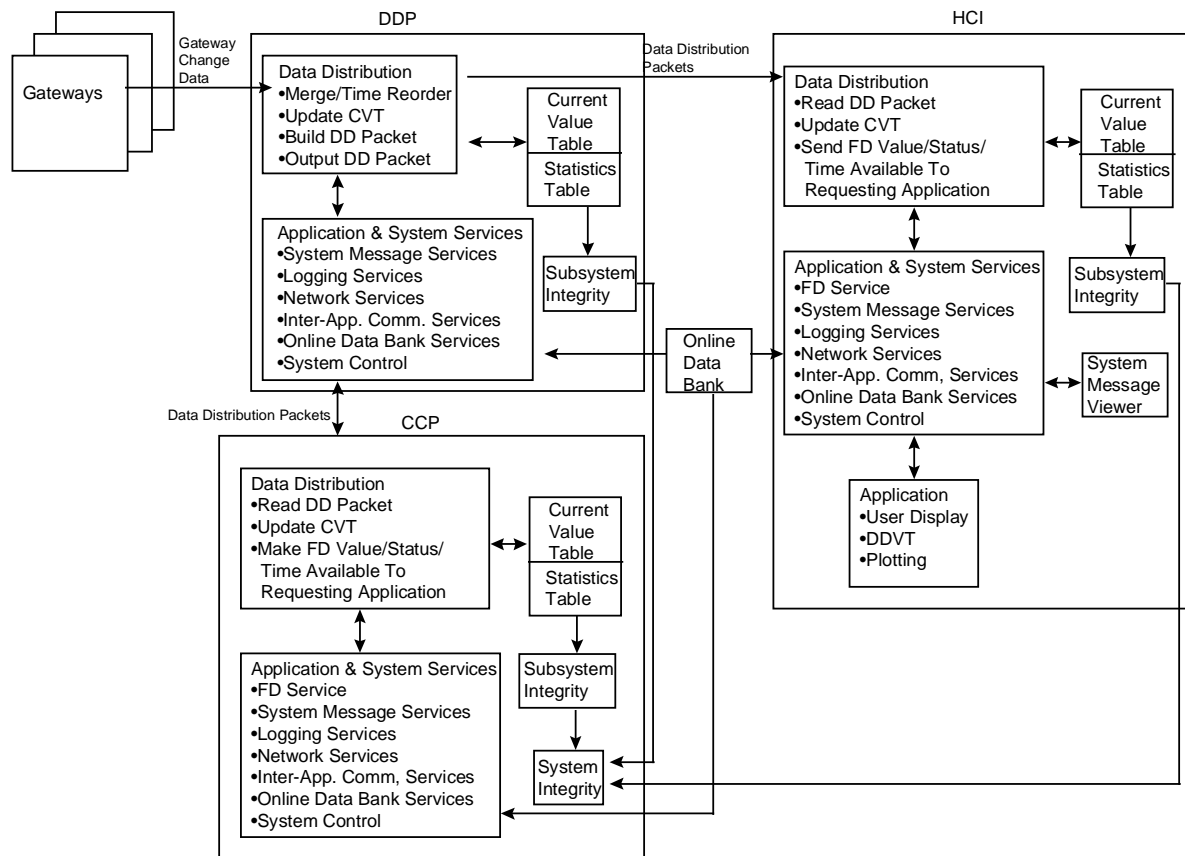 DDP
HCI
Gateways
Gateway
Change
Data
Data Distribution
•Merge/Time Reorder
•Update CVT
•Build DD Packet
•Output DD Packet
Current
Value
Table
Statistics
Table
Application & System Services
•System Message Services
•Logging Services
•Network Services
•Inter-App. Comm. Services
•Online Data Bank Services
•System Control
Subsystem
Integrity
Data Distribution
Packets
Data Distribution
•Read DD Packet
•Update CVT
•Send FD Value/Status/
Time Available To
Requesting Application
Current
Value
Table
Statistics
Table
Application & System Services
•FD Service
•System Message Services
•Logging Services
•Network Services
•Inter-App. Comm, Services
•Online Data Bank Services
•System Control
Subsystem
Integrity
System
Message
Viewer
Application
•User Display
•DDVT
•Plotting
Online
Data
Bank
Data Distribution Packets
CCP
Data Distribution
•Read DD Packet
•Update CVT
•Make FD Value/Status/
Time Available To
Requesting Application
Current
Value
Table
Statistics
Table
Application & System Services
•FD Service
•System Message Services
•Logging Services
•Network Services
•Inter-App. Comm, Services
•Online Data Bank Services
•System Control
Subsystem
Integrity
System
Integrity